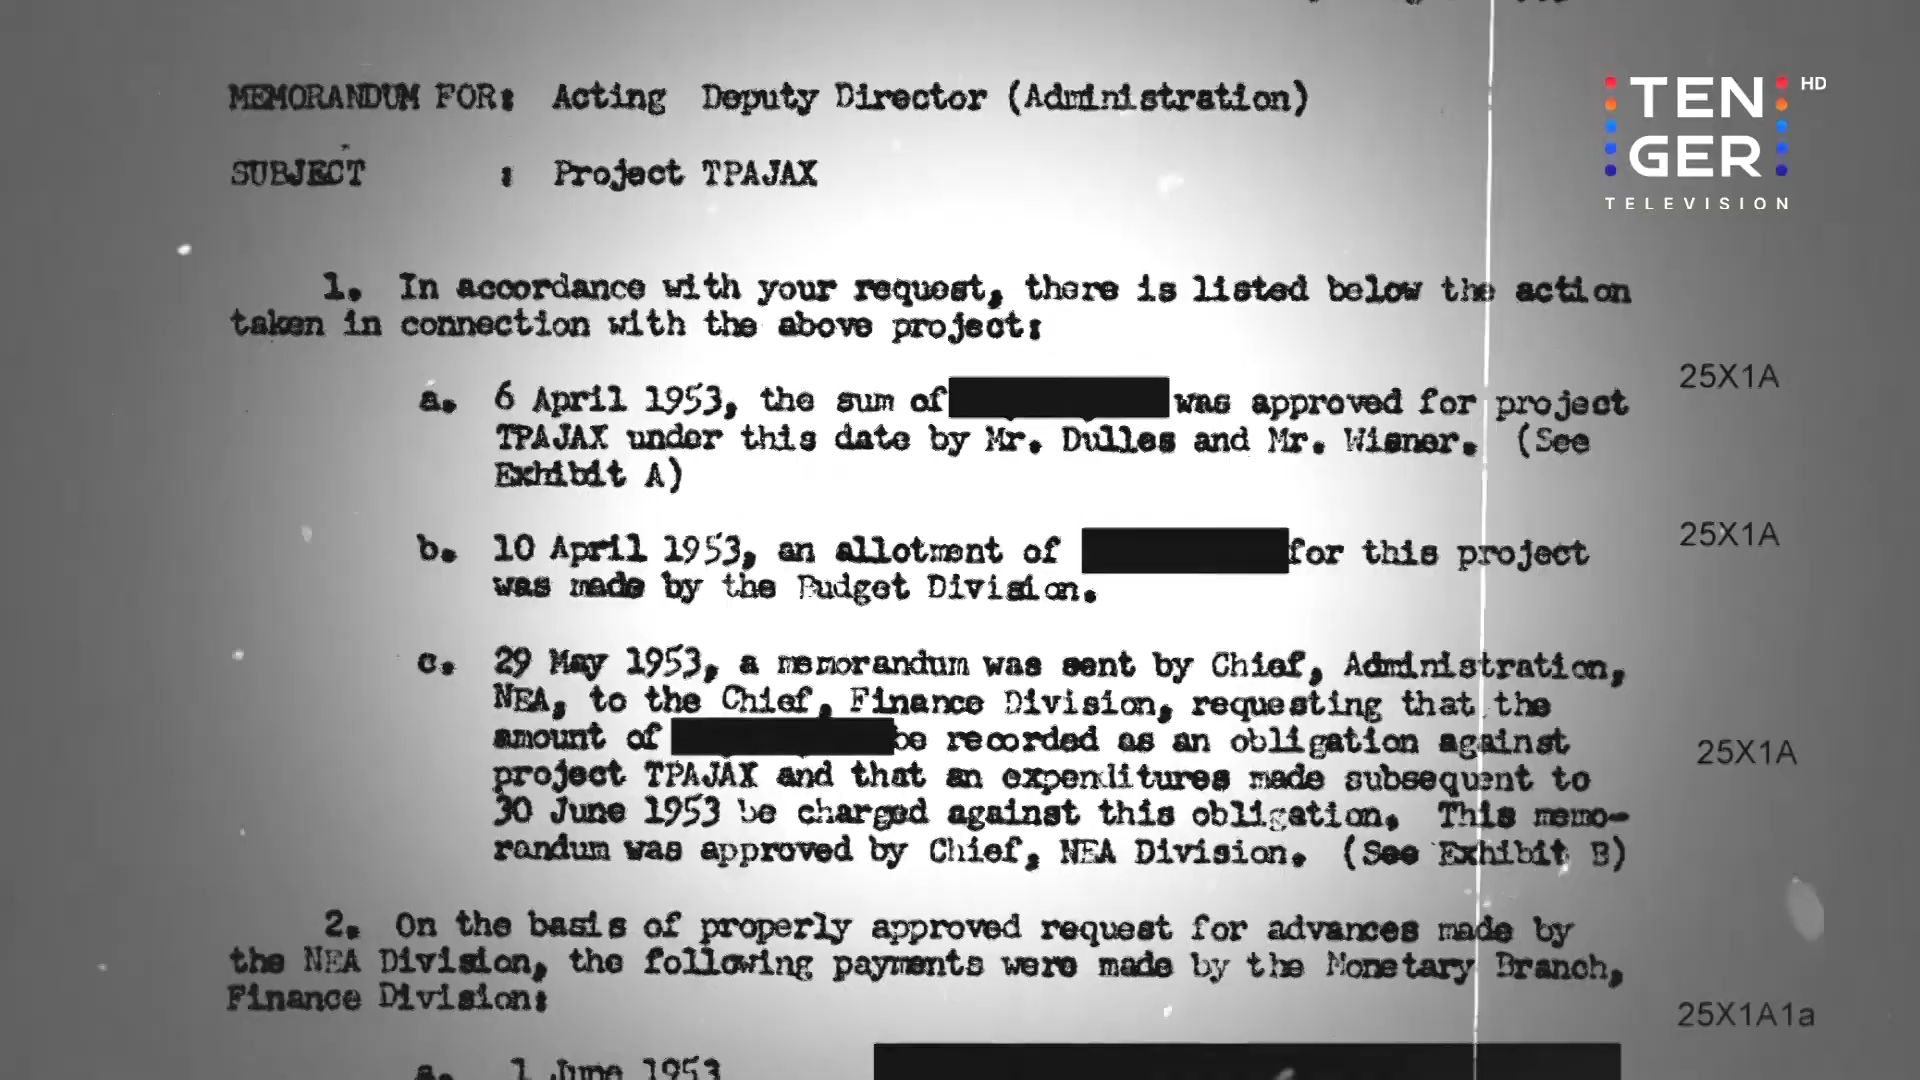 TEN
GER
HD
TELEVISION
MEMORANDUM FOR: Acting Deputy Director (Administration)
SUBJECT : Project TPAJAX
1. In accordance with your request, there is listed below the action
taken in connection with the above project:
25X1A
a. 6 April 1953, the sum of was approved for project
TPAJAX under this date by Mr. Dulles and Mr. Wisner. (See
Exhibit A)
25X1A
b. 10 April 1953, an allotment of for this project
was made by the Budget Division.
c. 29 May 1953, a memorandum was sent by Chief, Administration,
NEA, to the Chief, Finance Division, requesting that the
amount of be recorded as an obligation against
25X1A
project TPAJAX and that an expenditures made subsequent to
30 June 1953 be charged against this obligation. This memo-
randum was approved by Chief, NEA Division. (See Exhibit B)
2. On the basis of properly approved request for advances made by
the NEA Division, the following payments were made by the Monetary Branch,
Finance Division:
25X1A1a
a. 1 June 1953